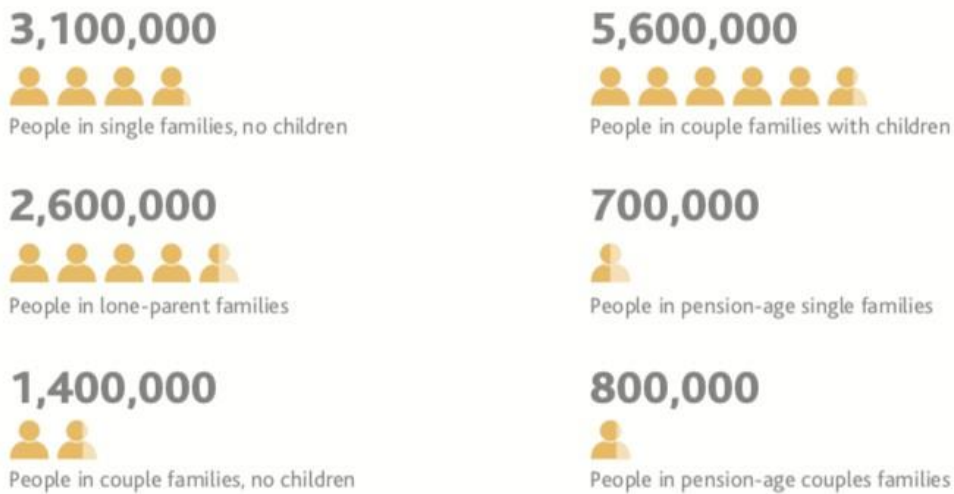 3,100,000
People in single families, no children
5,600,000
People in couple families with children
2,600,000
People in lone-parent families
700,000
People in pension-age single families
1,400,000
People in couple families, no children
800,000
People in pension-age couples families